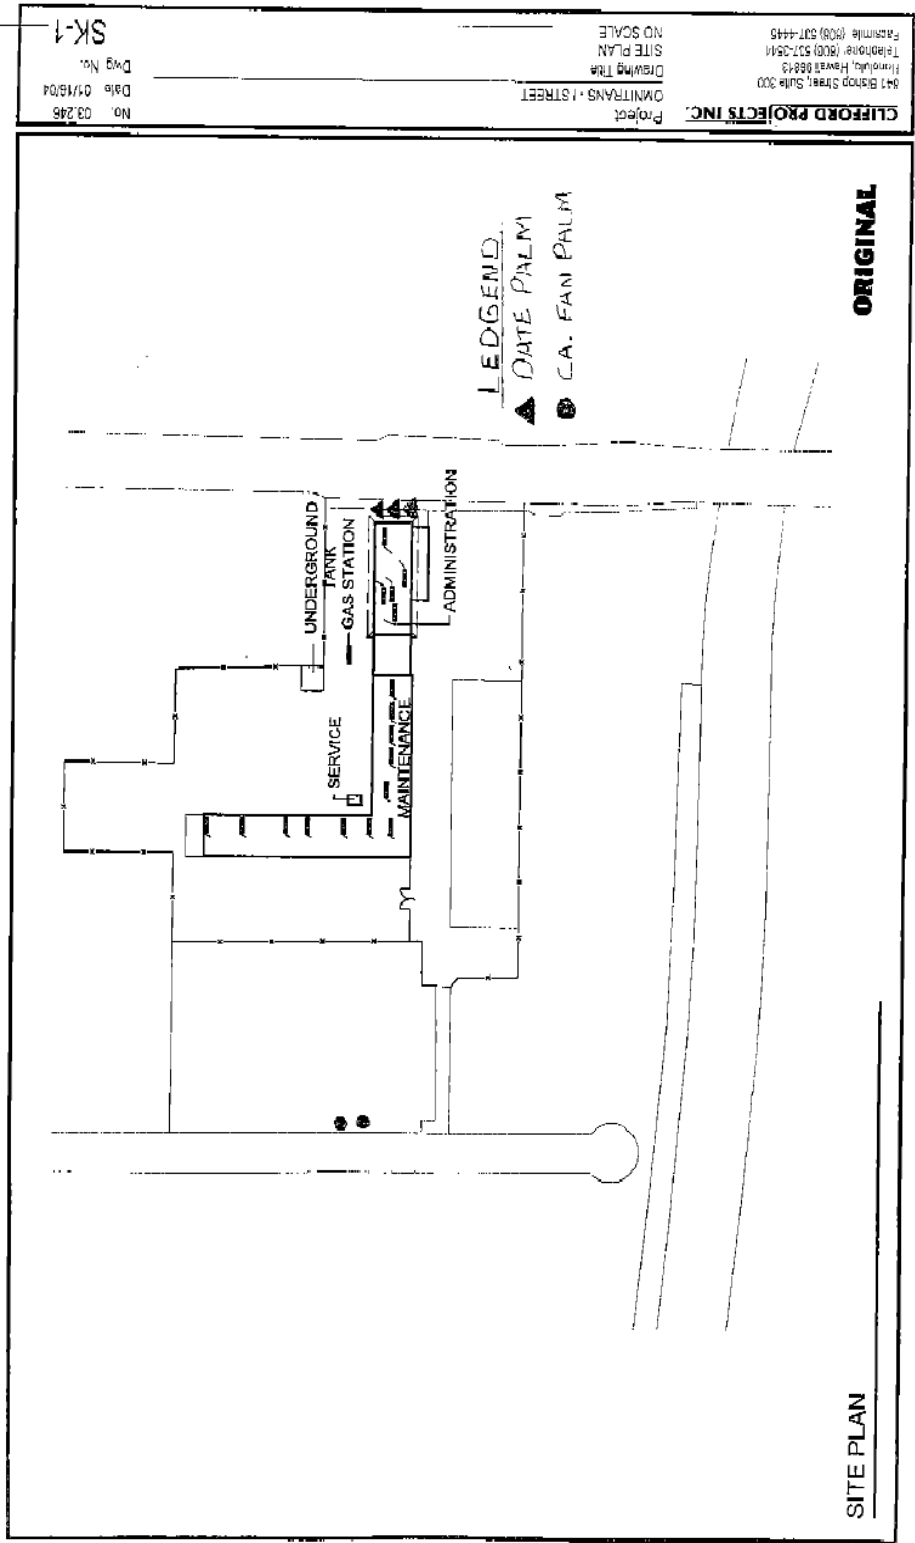 CLIFFORD PROJECTS INC.
841 Bishop Street, Suite 300
Honolulu, Hawaii 96813
Telephone: (808) 537-3541
Facsimile (808) 537-4445
Project
OMNITRANS - I STREET
Drawing Title
SITE PLAN
NO SCALE
No. 03.246
Date 01/16/04
Dwg No.
SK-1
ORIGINAL
LEDGEND
DATE PALM
CA. FAN PALM
UNDERGROUND
TANK
GAS STATION
ADMINISTRATION
SERVICE
MAINTENANCE
SITE PLAN